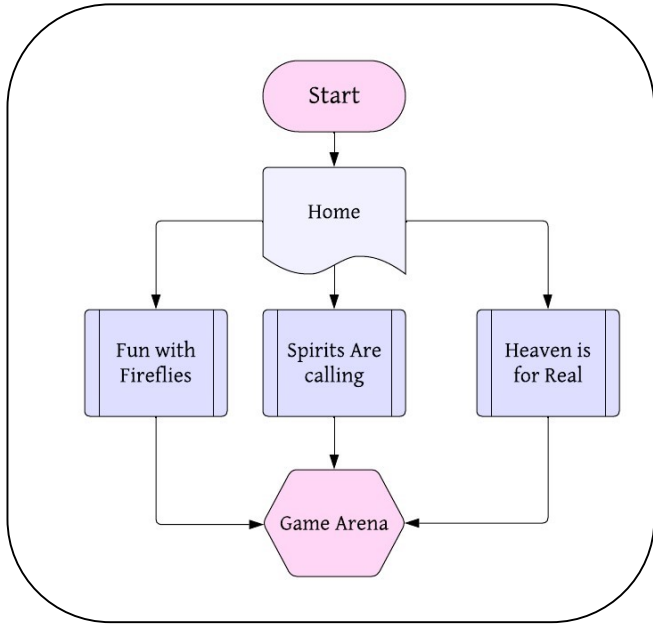 Start
Home
Fun with
Fireflies
Spirits Are
calling
Heaven is
for Real
Game Arena